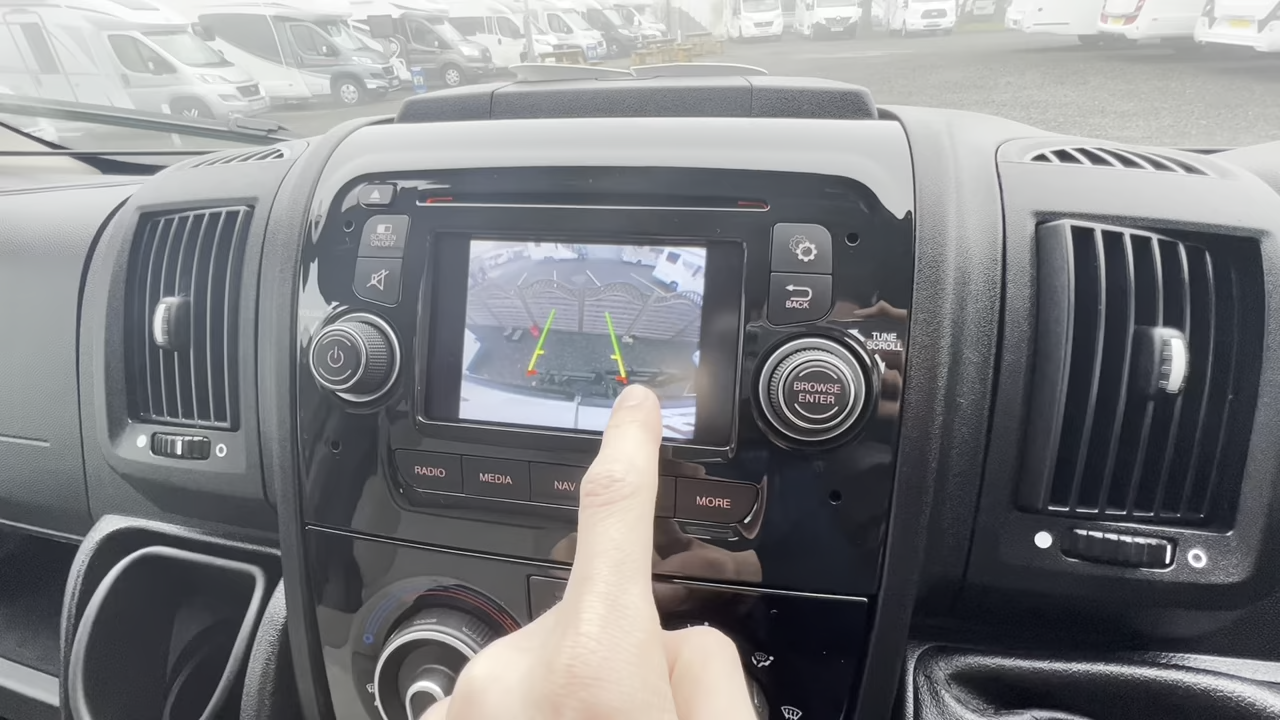 SCREEN
ON/OFF
BACK
TUNE
SCROLL
BROWSE
ENTER
RADIO
MEDIA
NAV
MORE